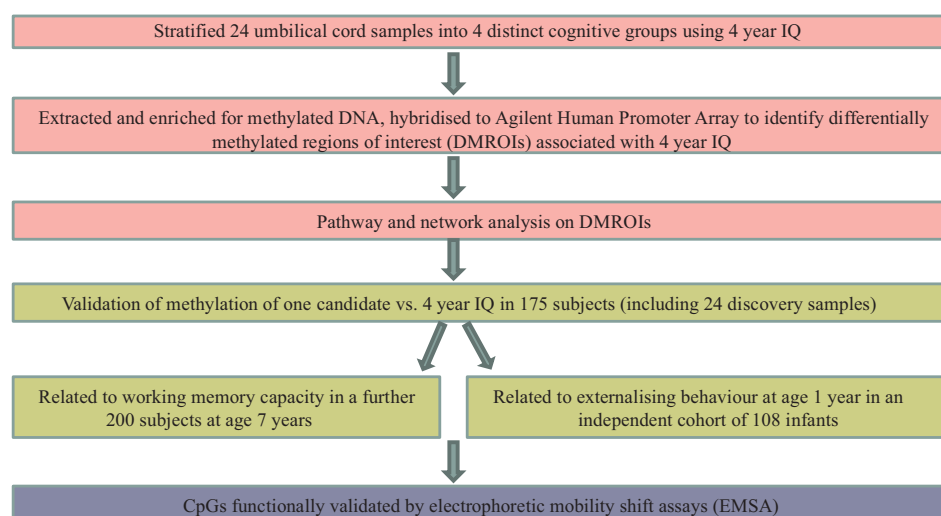 Stratified 24 umbilical cord samples into 4 distinct cognitive groups using 4 year IQ
Extracted and enriched for methylated DNA, hybridised to Agilent Human Promoter Array to identify differentially
methylated regions of interest (DMROIs) associated with 4 year IQ
Pathway and network analysis on DMROIs
Validation of methylation of one candidate vs. 4 year IQ in 175 subjects (including 24 discovery samples)
Related to working memory capacity in a further
200 subjects at age 7 years
Related to externalising behaviour at age 1 year in an
independent cohort of 108 infants
CpGs functionally validated by electrophoretic mobility shift assays (EMSA)